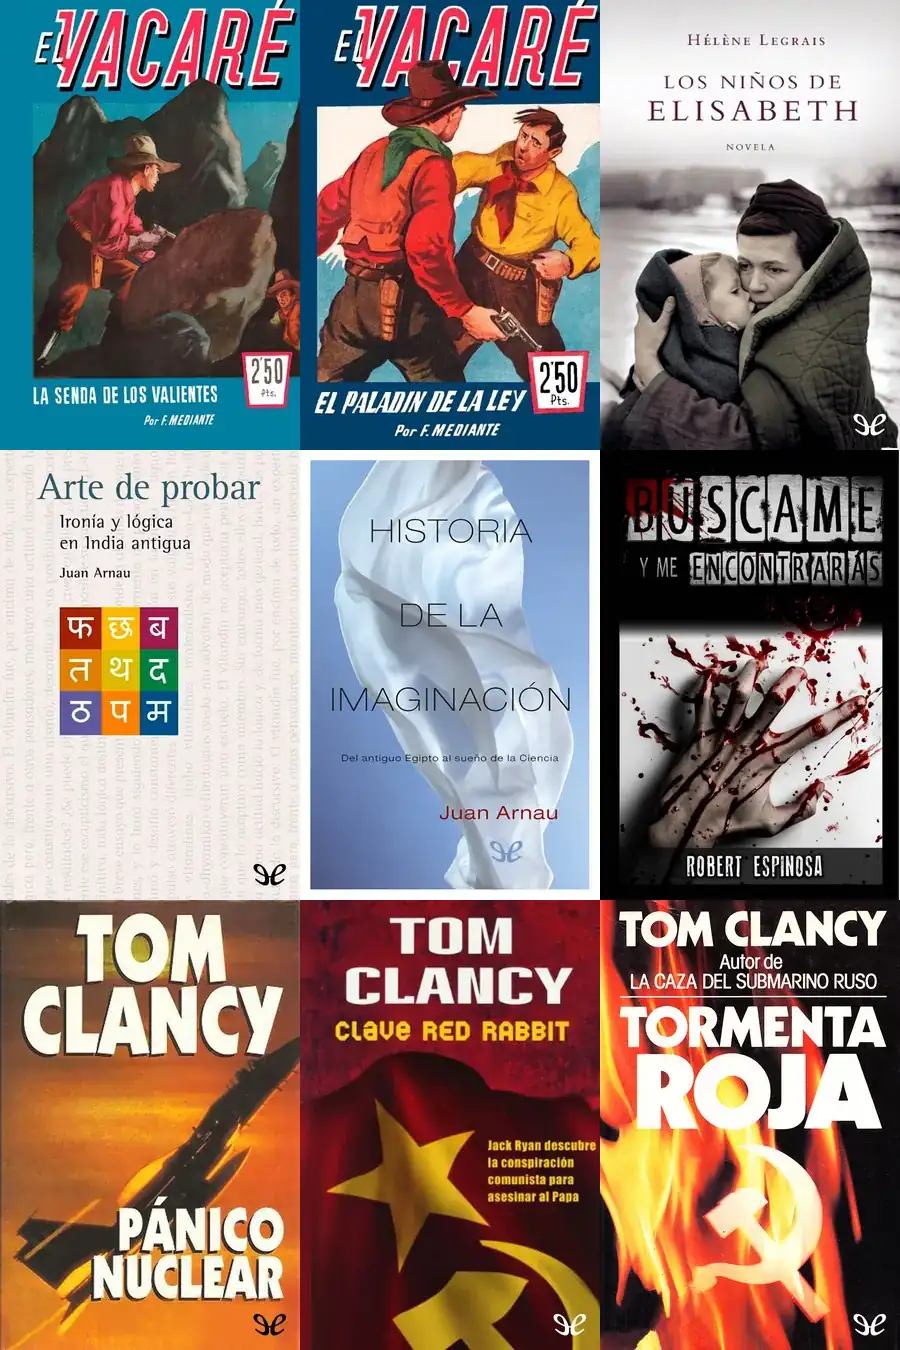 EL YACARÉ
LA SENDA DE LOS VALIENTES
2'50
Pts.
Por F. MEDIANTE
EL YACARÉ
2'50
Pts.
EL PALADIN DE LA LEY
Por F. MEDIANTE
HÉLÈNE LEGRAIS
LOS NIÑOS DE
ELISABETH
NOVELA
Arte de probar
Ironía y lógica
en India antigua
Juan Arnau
फ छ ब
त थ द
ठ प म
HISTORIA
DE LA
IMAGINACIÓN
Del antiguo Egipto al sueño de la Ciencia
Juan Arnau
BÚSCAME
Y ME ENCONTRARÁS
ROBERT ESPINOSA
TOM
CLANCY
PÁNICO
NUCLEAR
TOM
CLANCY
CLAVE RED RABBIT
Jack Ryan descubre
la conspiración
comunista para
asesinar al Papa
TOM CLANCY
Autor de
LA CAZA DEL SUBMARINO RUSO
TORMENTA
ROJA